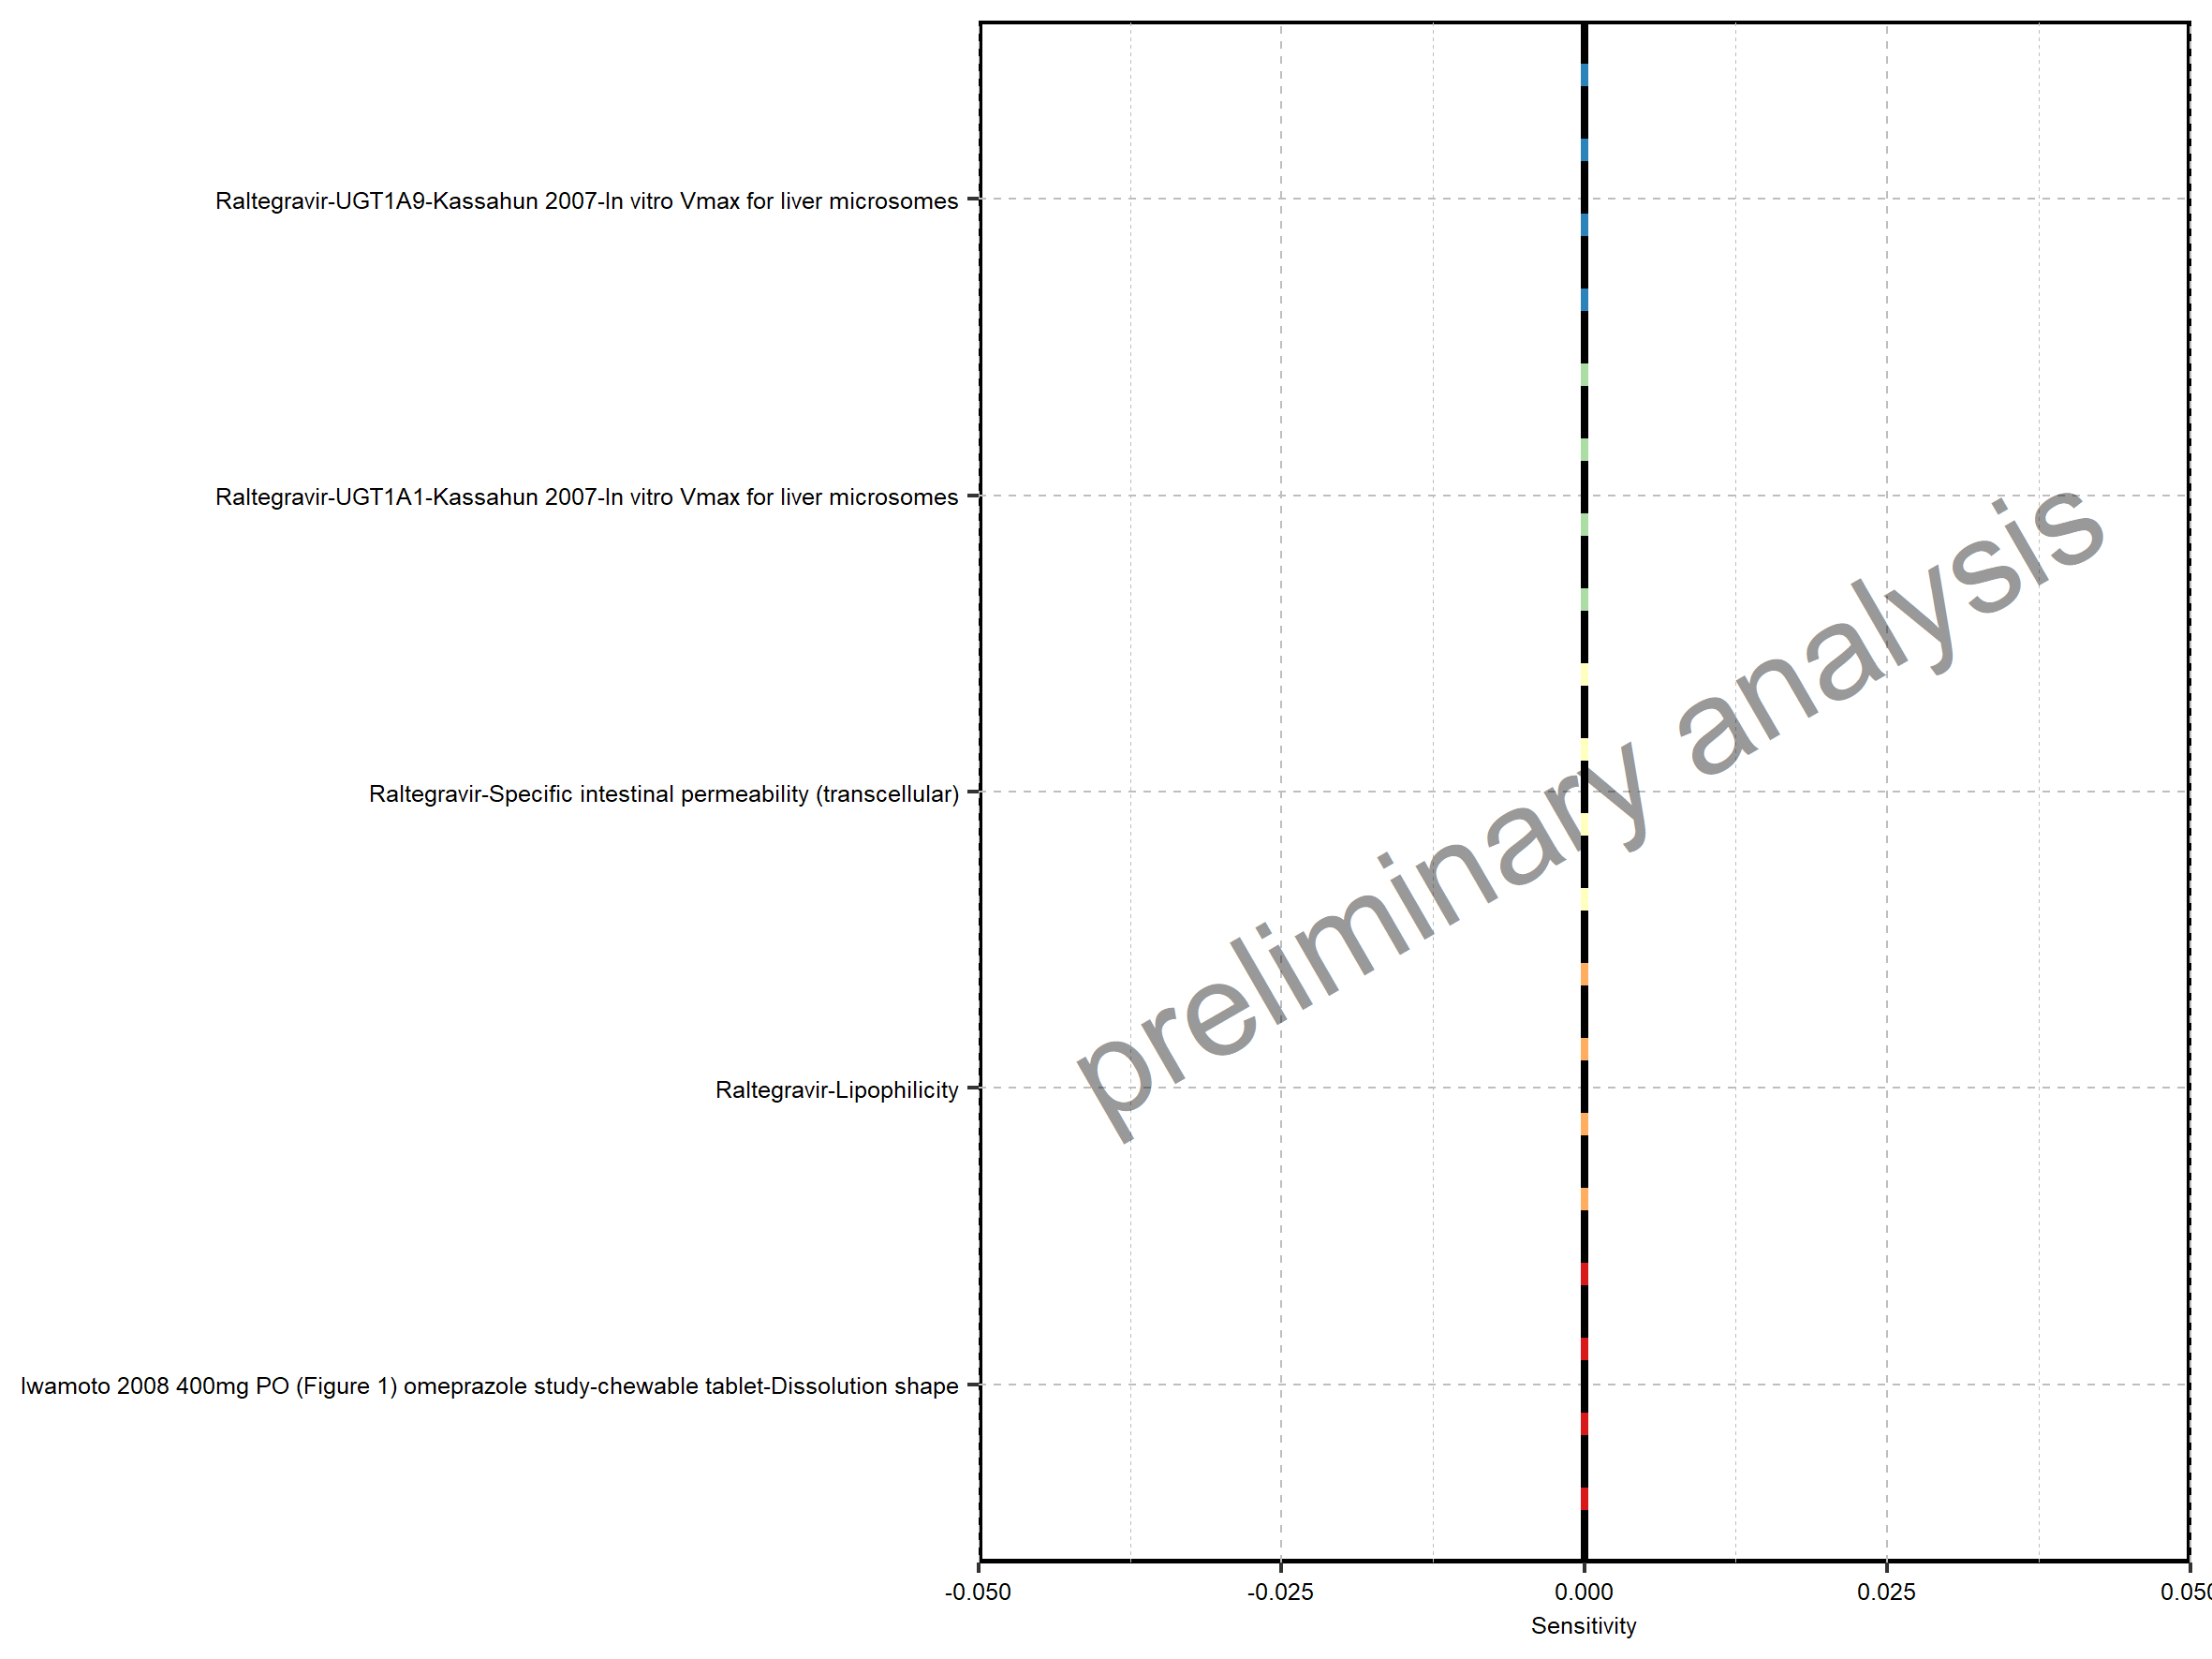 Raltegravir-UGT1A9-Kassahun 2007-In vitro Vmax for liver microsomes
Raltegravir-UGT1A1-Kassahun 2007-In vitro Vmax for liver microsomes
Raltegravir-Specific intestinal permeability (transcellular)
Raltegravir-Lipophilicity
Iwamoto 2008 400mg PO (Figure 1) omeprazole study-chewable tablet-Dissolution shape
preliminary analysis
-0.050 -0.025 0.000 0.025 0.050
Sensitivity